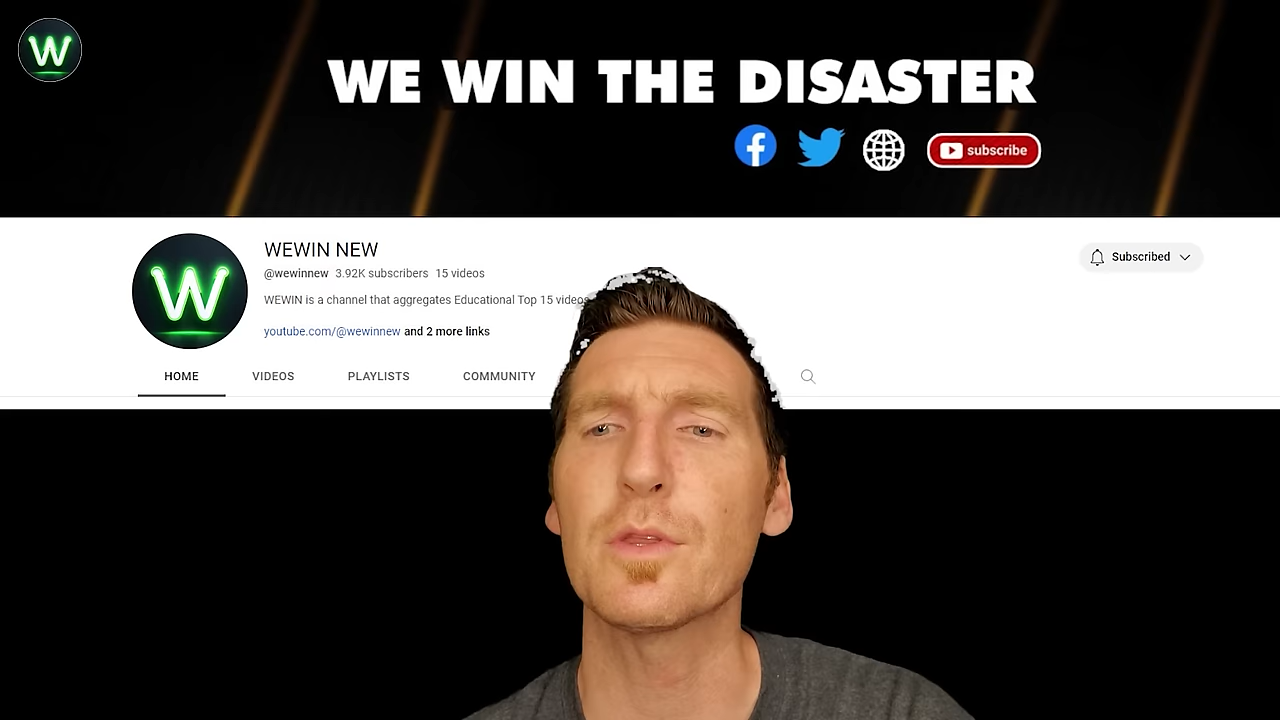 W
WE WIN THE DISASTER
f
subscribe
W
WEWIN NEW
@wewinnew 3.92K subscribers 15 videos
Subscribed
WEWIN is a channel that aggregates Educational Top 15 videos
youtube.com/@wewinnew and 2 more links
HOME VIDEOS PLAYLISTS COMMUNITY